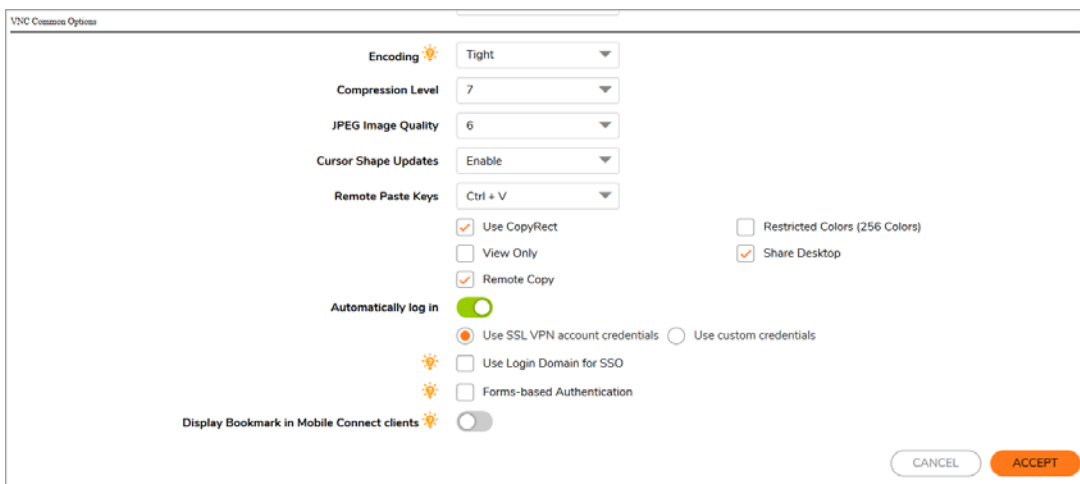 VNC Common Options
Encoding Tight
Compression Level 7
JPEG Image Quality 6
Cursor Shape Updates Enable
Remote Paste Keys Ctrl + V
Use CopyRect Restricted Colors (256 Colors)
View Only Share Desktop
Remote Copy
Automatically log in
Use SSL VPN account credentials Use custom credentials
Use Login Domain for SSO
Forms-based Authentication
Display Bookmark in Mobile Connect clients
CANCEL ACCEPT